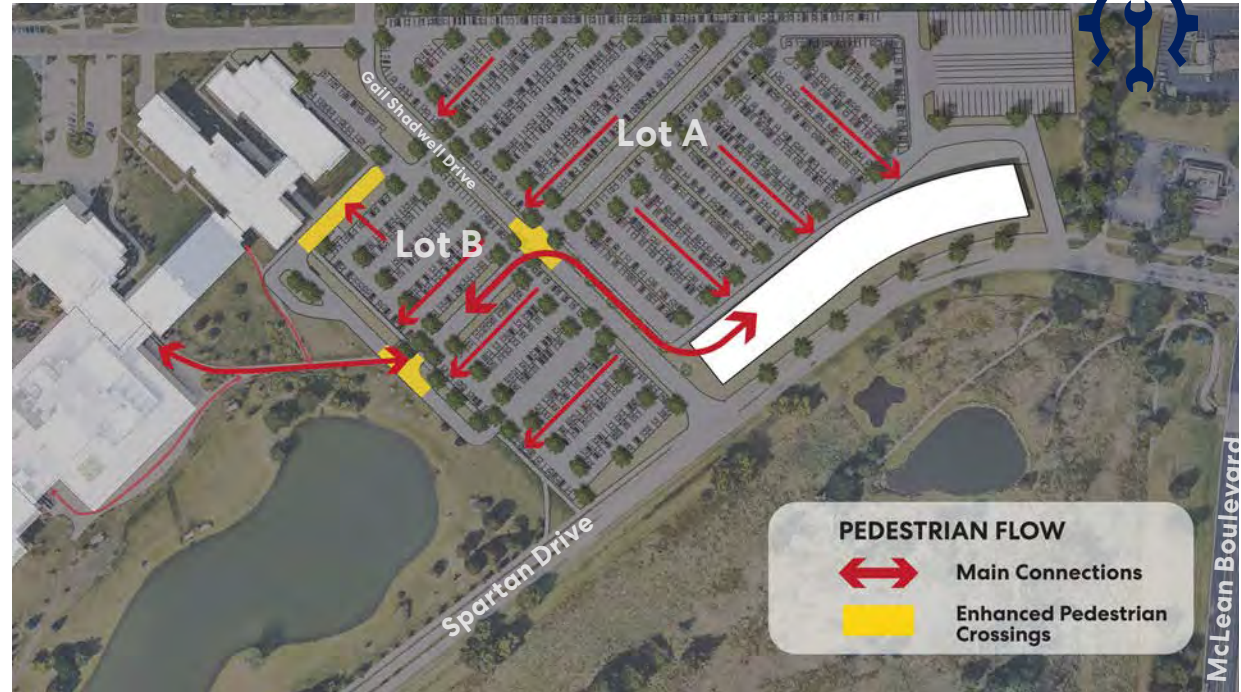 Gail Shadwell Drive
Lot A
Lot B
Spartan Drive
McLean Boulevard
PEDESTRIAN FLOW
Main Connections
Enhanced Pedestrian
Crossings